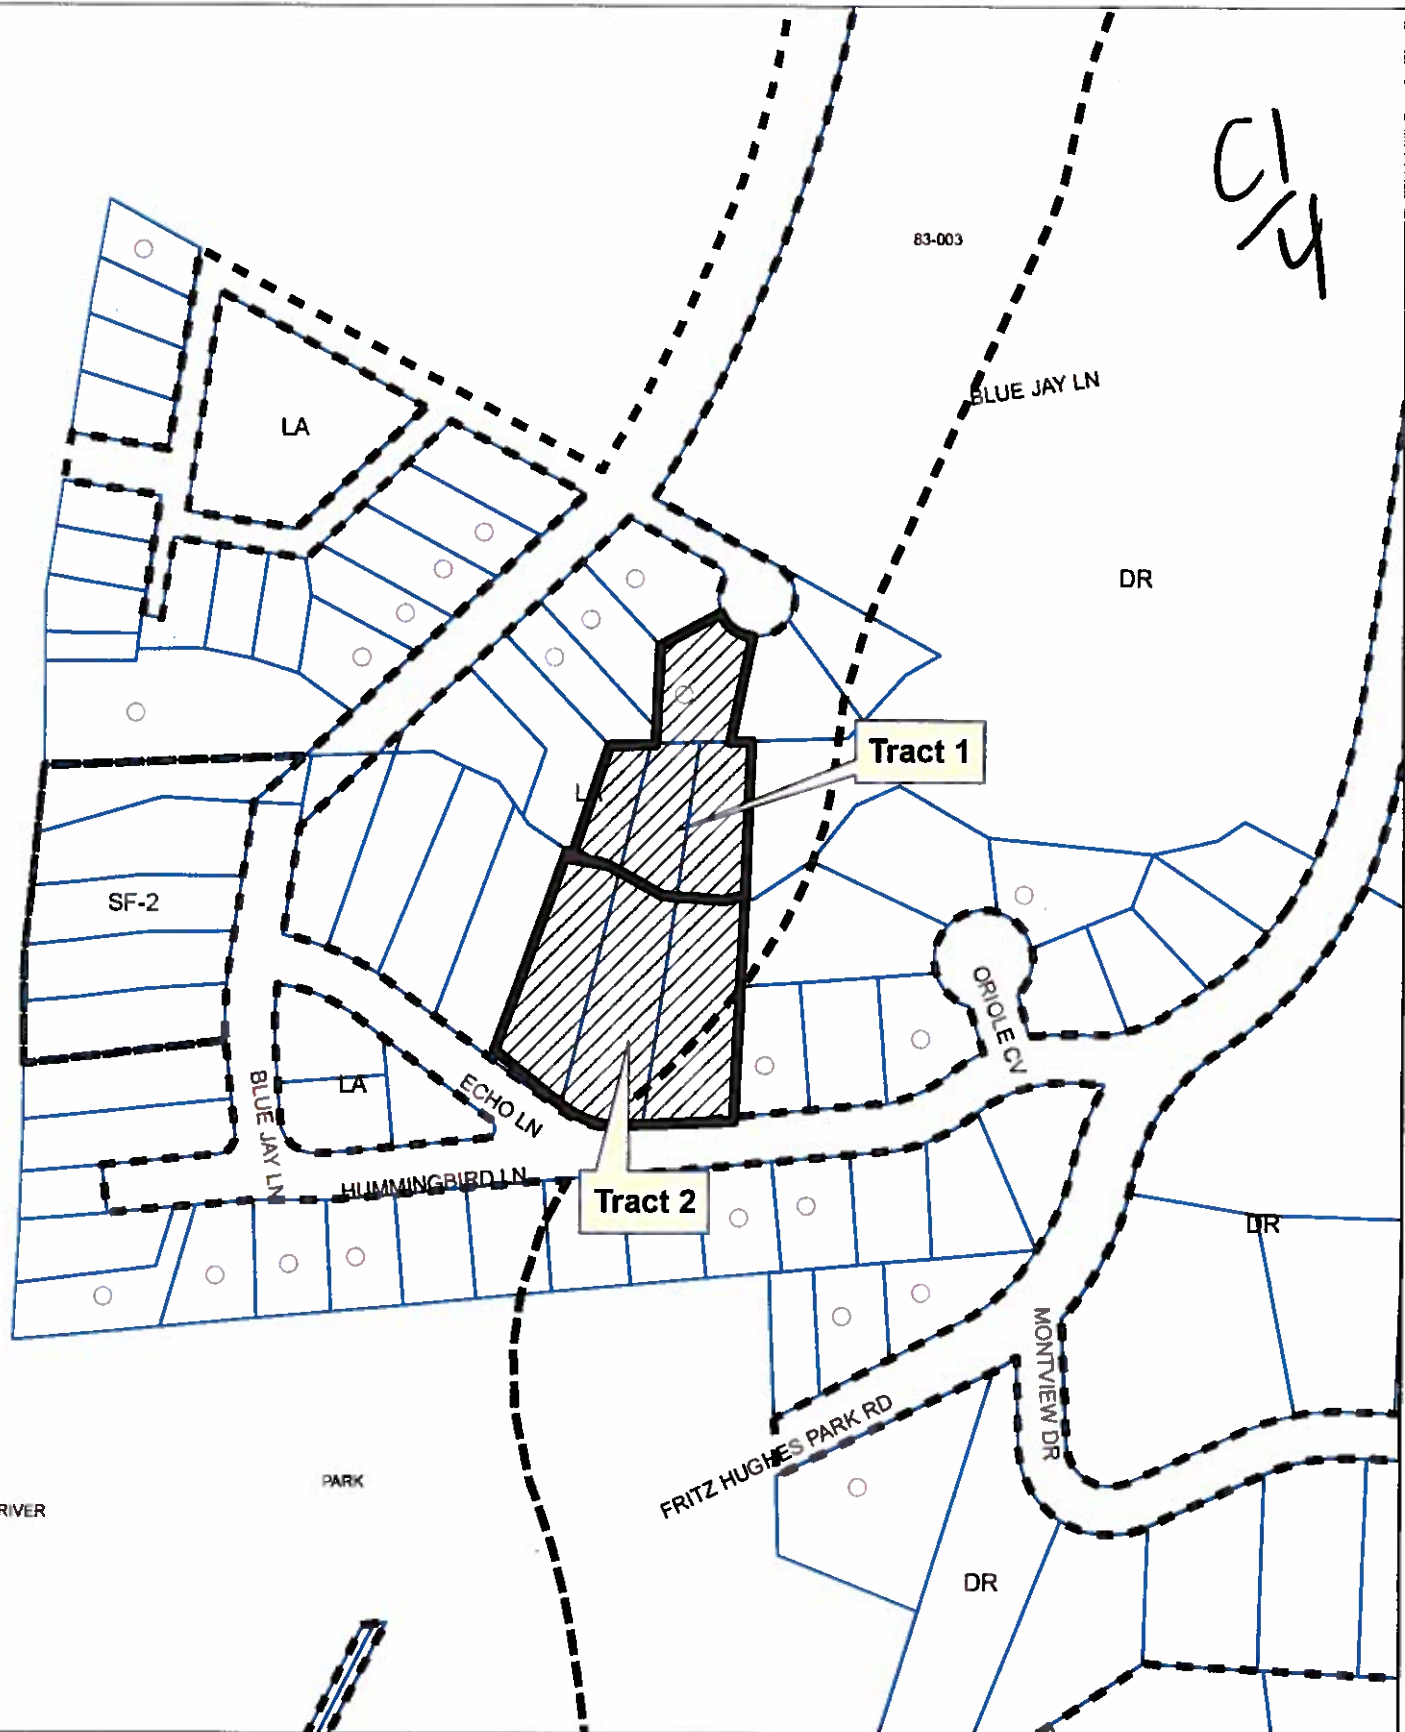 C1
/4
83-003
BLUE JAY LN
LA
DR
Tract 1
LA
SF-2
ORIOLE CV
BLUE JAY LN
LA
ECHO LN
HUMMINGBIRD LN
Tract 2
DR
MONTVIEW DR
FRITZ HUGHES PARK RD
PARK
RIVER
DR